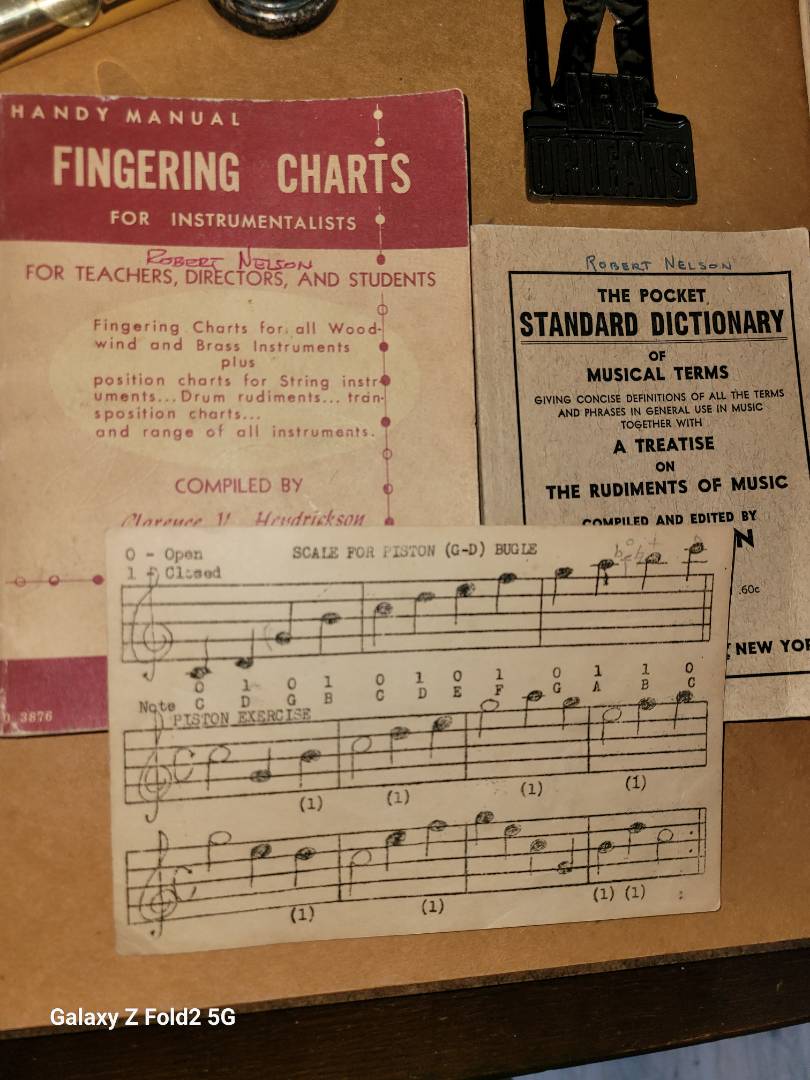 HANDY MANUAL
FINGERING CHARTS
FOR INSTRUMENTALISTS
ROBERT NELSON
FOR TEACHERS, DIRECTORS, AND STUDENTS
Fingering Charts for all Wood-
wind and Brass Instruments
plus
position charts for String instr-
uments...Drum rudiments... tran-
sposition charts...
and range of all instruments.
COMPILED BY
Clarence V. Hendrickson
3876
NEW
ORLEANS
ROBERT NELSON
THE POCKET
STANDARD DICTIONARY
OF
MUSICAL TERMS
GIVING CONCISE DEFINITIONS OF ALL THE TERMS
AND PHRASES IN GENERAL USE IN MUSIC
TOGETHER WITH
A TREATISE
ON
THE RUDIMENTS OF MUSIC
COMPILED AND EDITED BY
N
.60c
NEW YOR
0 - Open
1 - Closed
SCALE FOR PISTON (G-D) BUGLE
0 1 0 1 0 1 0 1 0 1 1 0
Note C D G B C D E F G A B C
PISTON EXERCISE
(1) (1) (1) (1)
(1) (1) (1) (1)
Galaxy Z Fold2 5G